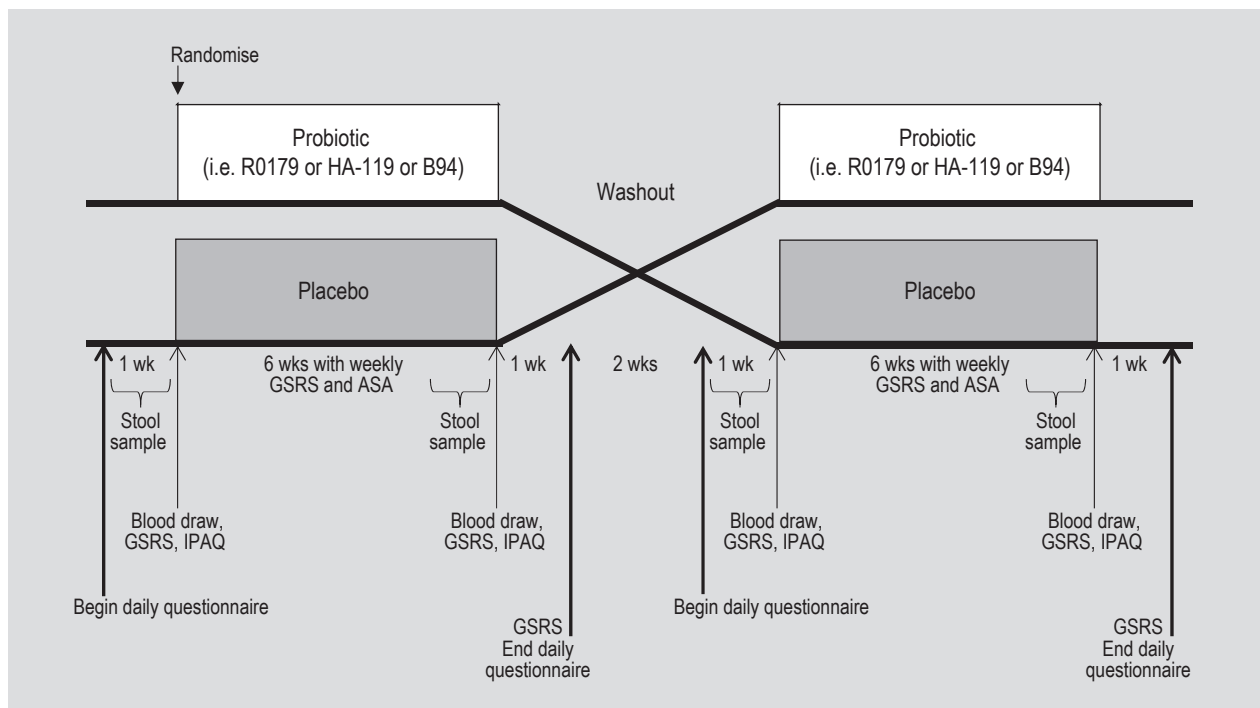 Randomise
Probiotic
(i.e. R0179 or HA-119 or B94)
Probiotic
(i.e. R0179 or HA-119 or B94)
Washout
Placebo
Placebo
1 wk
6 wks with weekly
GSRS and ASA
1 wk
2 wks
1 wk
6 wks with weekly
GSRS and ASA
1 wk
Stool
sample
Stool
sample
Stool
sample
Stool
sample
Blood draw,
GSRS, IPAQ
Blood draw,
GSRS, IPAQ
Blood draw,
GSRS, IPAQ
Blood draw,
GSRS, IPAQ
Begin daily questionnaire
Begin daily questionnaire
GSRS
End daily
questionnaire
GSRS
End daily
questionnaire